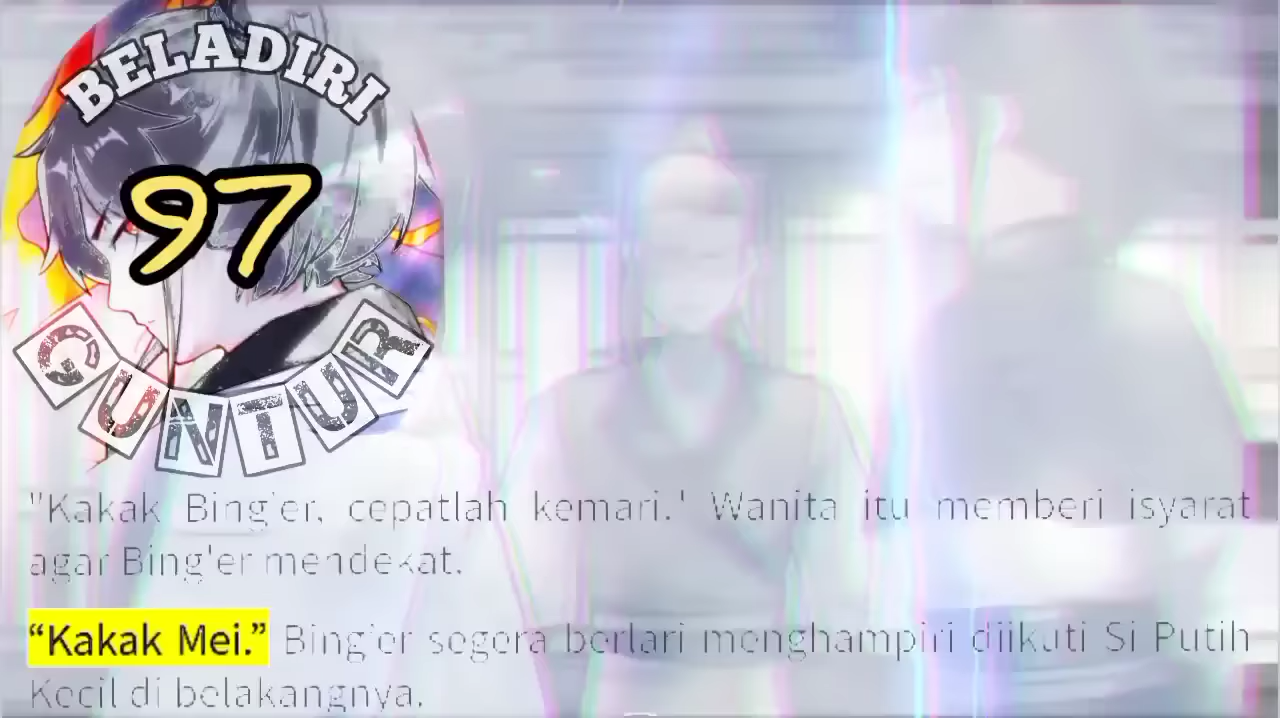 BELADIRI
97
GUNTUR
"Kakak Bing'er, cepatlah kemari." Wanita itu memberi isyarat
agar Bing'er mendekat.
“Kakak Mei.” Bing'er segera berlari menghampiri diikuti Si Putih
Kecil di belakangnya.